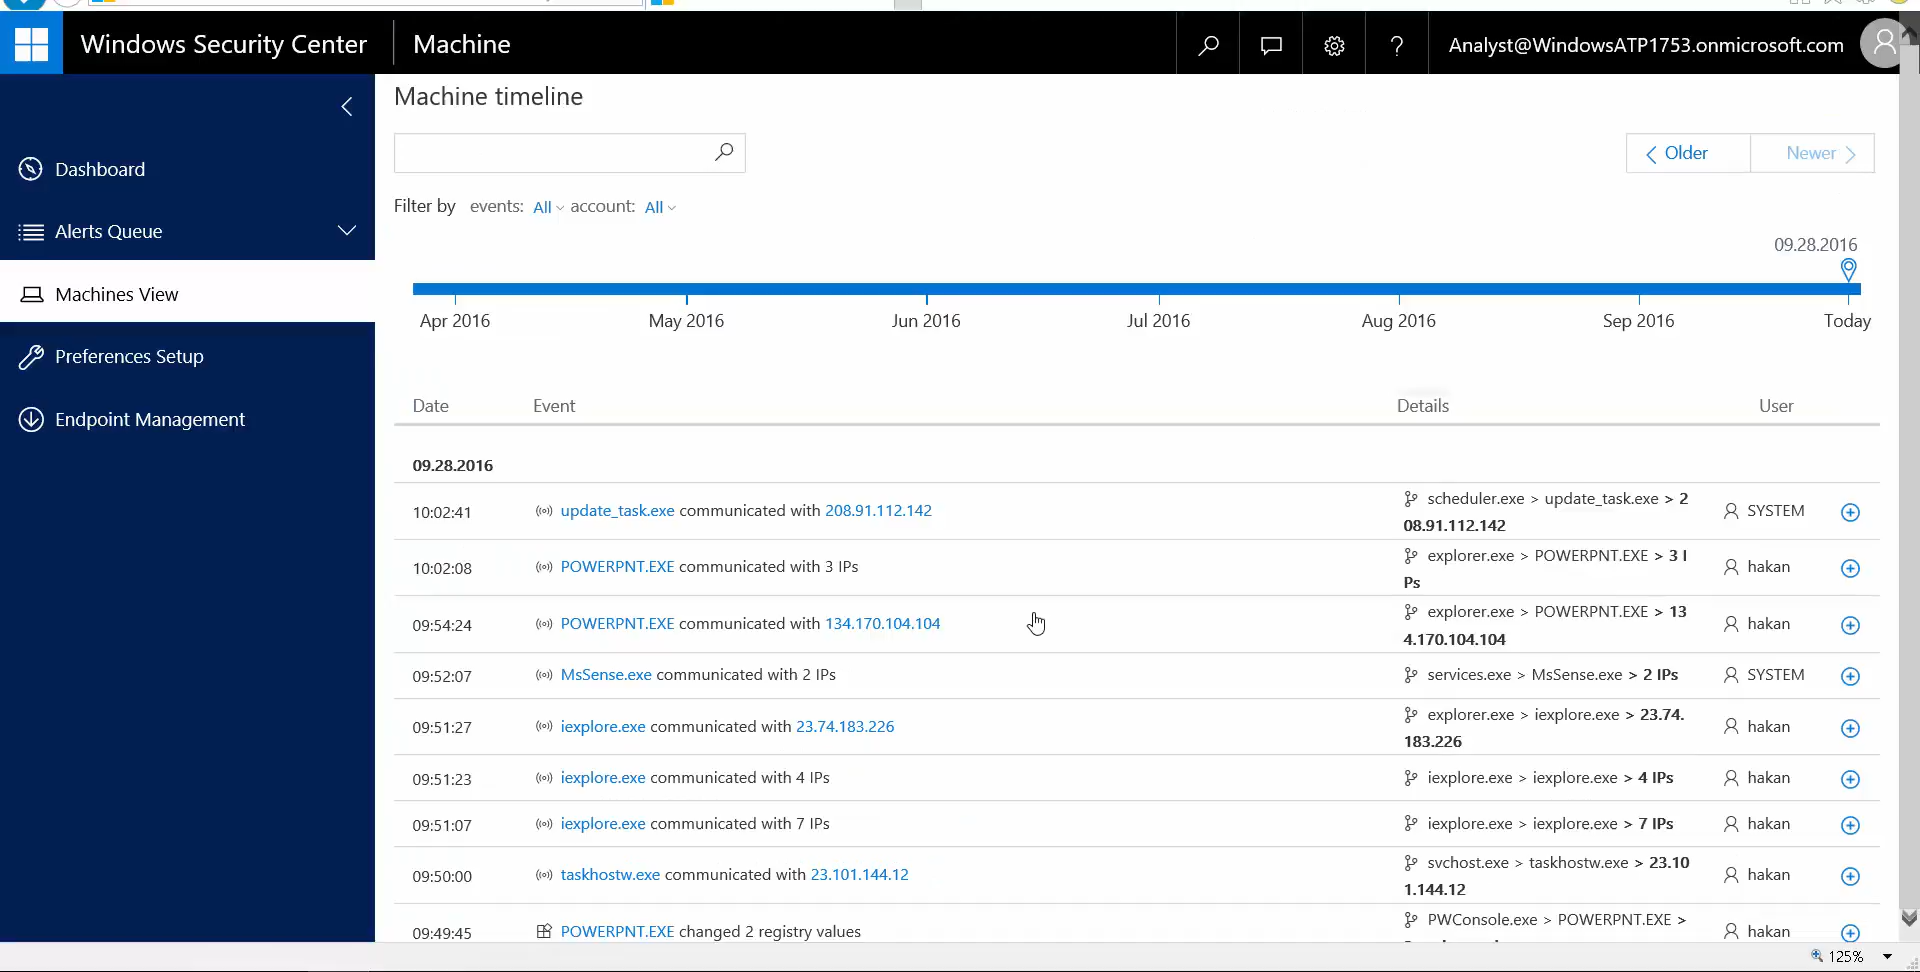 Windows Security Center
Machine
Analyst@WindowsATP1753.onmicrosoft.com
Dashboard
Alerts Queue
Machines View
Preferences Setup
Endpoint Management
Machine timeline
Older
Newer
Filter by events: All account: All
09.28.2016
Apr 2016 May 2016 Jun 2016 Jul 2016 Aug 2016 Sep 2016 Today
Date Event Details User
09.28.2016
10:02:41 update_task.exe communicated with 208.91.112.142 scheduler.exe > update_task.exe > 2 SYSTEM
08.91.112.142
10:02:08 POWERPNT.EXE communicated with 3 IPs explorer.exe > POWERPNT.EXE > 3 I hakan
Ps
09:54:24 POWERPNT.EXE communicated with 134.170.104.104 explorer.exe > POWERPNT.EXE > 13 hakan
4.170.104.104
09:52:07 MsSense.exe communicated with 2 IPs services.exe > MsSense.exe > 2 IPs SYSTEM
09:51:27 iexplore.exe communicated with 23.74.183.226 explorer.exe > iexplore.exe > 23.74. hakan
183.226
09:51:23 iexplore.exe communicated with 4 IPs iexplore.exe > iexplore.exe > 4 IPs hakan
09:51:07 iexplore.exe communicated with 7 IPs iexplore.exe > iexplore.exe > 7 IPs hakan
09:50:00 taskhostw.exe communicated with 23.101.144.12 svchost.exe > taskhostw.exe > 23.10 hakan
1.144.12
09:49:45 POWERPNT.EXE changed 2 registry values PWConsole.exe > POWERPNT.EXE > hakan
125%